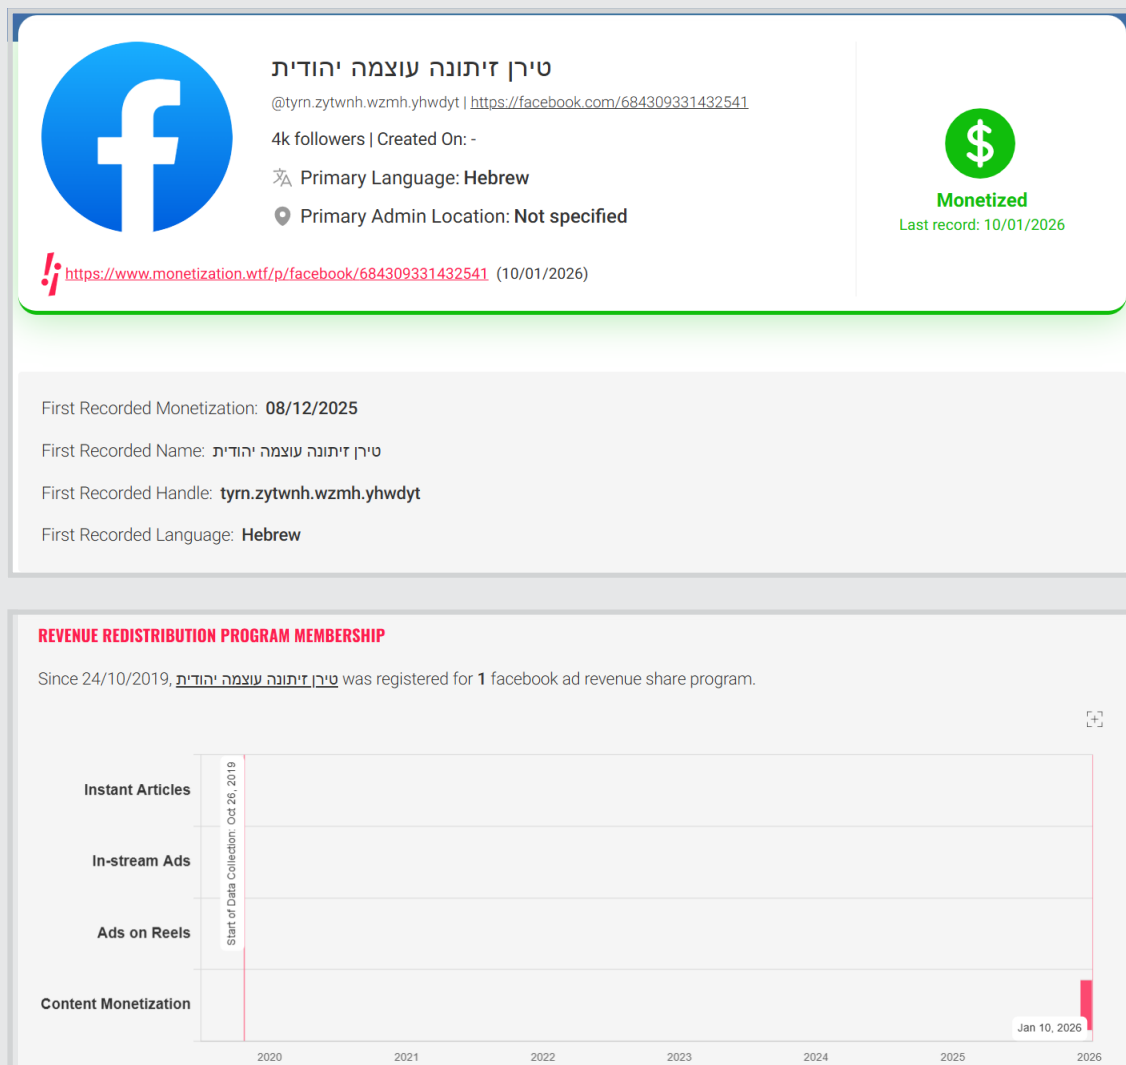 טירן זיתונה עוצמה יהודית
@tyrn.zytwnh.wzmh.yhwdyt | https://facebook.com/684309331432541
4k followers | Created On: -
Primary Language: Hebrew
Primary Admin Location: Not specified
Monetized
Last record: 10/01/2026
https://www.monetization.wtf/p/facebook/684309331432541 (10/01/2026)
First Recorded Monetization: 08/12/2025
First Recorded Name: טירן זיתונה עוצמה יהודית
First Recorded Handle: tyrn.zytwnh.wzmh.yhwdyt
First Recorded Language: Hebrew
REVENUE REDISTRIBUTION PROGRAM MEMBERSHIP
Since 24/10/2019, טירן זיתונה עוצמה יהודית was registered for 1 facebook ad revenue share program.
Start of Data Collection: Oct 26, 2019
Instant Articles
In-stream Ads
Ads on Reels
Content Monetization
Jan 10, 2026
2020 2021 2022 2023 2024 2025 2026